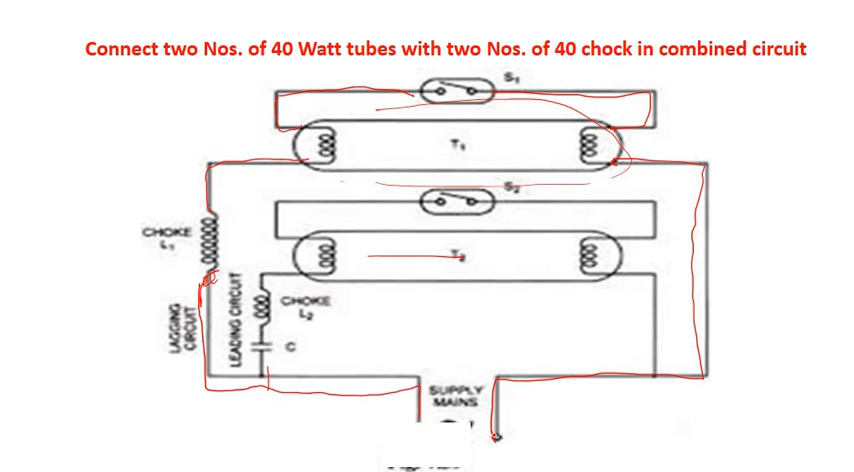 Connect two Nos. of 40 Watt tubes with two Nos. of 40 chock in combined circuit
S₁
T₁
S₂
CHOKE
L₁
T₂
LAGGING
CIRCUIT
LEADING CIRCUIT
CHOKE
L₂
C
SUPPLY
MAINS